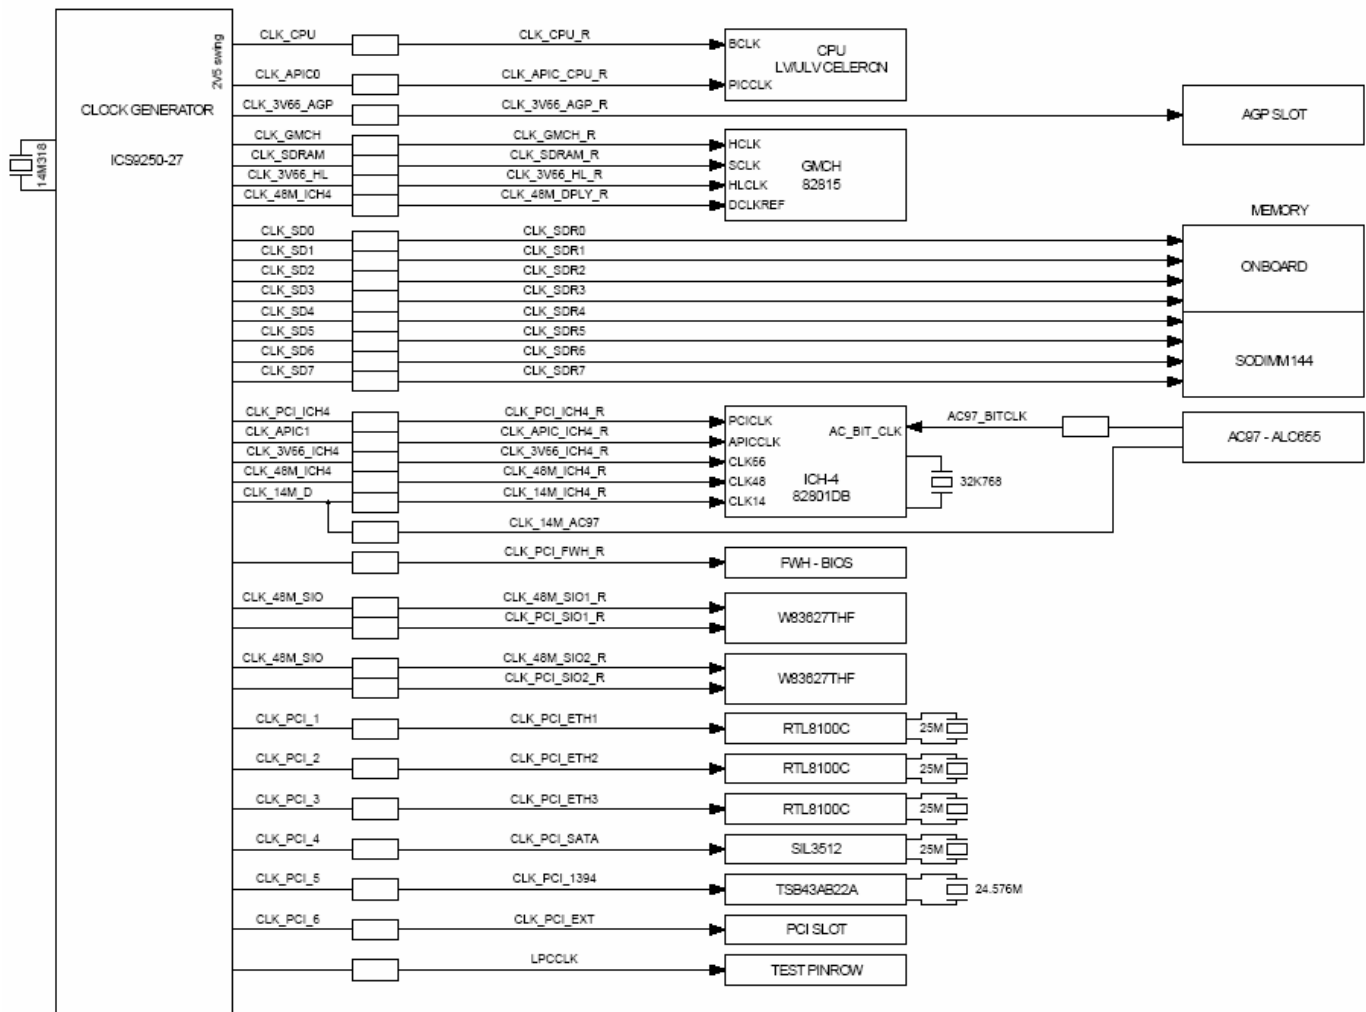 2V5 swing
CLOCK GENERATOR
ICS9250-27
14M318
CLK_CPU CLK_CPU_R BCLK
CPU
LV/ULV CELERON
CLK_APIC0 CLK_APIC_CPU_R PICCLK
CLK_3V66_AGP CLK_3V66_AGP_R AGP SLOT
CLK_GMCH CLK_GMCH_R HCLK
CLK_SDRAM CLK_SDRAM_R SCLK
GMCH
82815
CLK_3V66_HL CLK_3V66_HL_R HLCLK
CLK_48M_ICH4 CLK_48M_DPLY_R DCLKREF
MEMORY
CLK_SD0 CLK_SDR0
CLK_SD1 CLK_SDR1
ONBOARD
CLK_SD2 CLK_SDR2
CLK_SD3 CLK_SDR3
CLK_SD4 CLK_SDR4
CLK_SD5 CLK_SDR5
CLK_SD6 CLK_SDR6
SODIMM144
CLK_SD7 CLK_SDR7
CLK_PCI_ICH4 CLK_PCI_ICH4_R PCICLK
AC_BIT_CLK AC97_BITCLK AC97 - ALC655
CLK_APIC1 CLK_APIC_ICH4_R APICCLK
CLK_3V66_ICH4 CLK_3V66_ICH4_R CLK66
CLK_48M_ICH4 CLK_48M_ICH4_R CLK48
ICH-4
82801DB
32K768
CLK_14M_D CLK_14M_ICH4_R CLK14
CLK_14M_AC97
CLK_PCI_FWH_R FWH - BIOS
CLK_48M_SIO CLK_48M_SIO1_R
CLK_PCI_SIO1_R W83627THF
CLK_48M_SIO CLK_48M_SIO2_R
CLK_PCI_SIO2_R W83627THF
CLK_PCI_1 CLK_PCI_ETH1 RTL8100C 25M
CLK_PCI_2 CLK_PCI_ETH2 RTL8100C 25M
CLK_PCI_3 CLK_PCI_ETH3 RTL8100C 25M
CLK_PCI_4 CLK_PCI_SATA SIL3512 25M
CLK_PCI_5 CLK_PCI_1394 TSB43AB22A 24.576M
CLK_PCI_6 CLK_PCI_EXT PCI SLOT
LPCCLK TEST PINROW